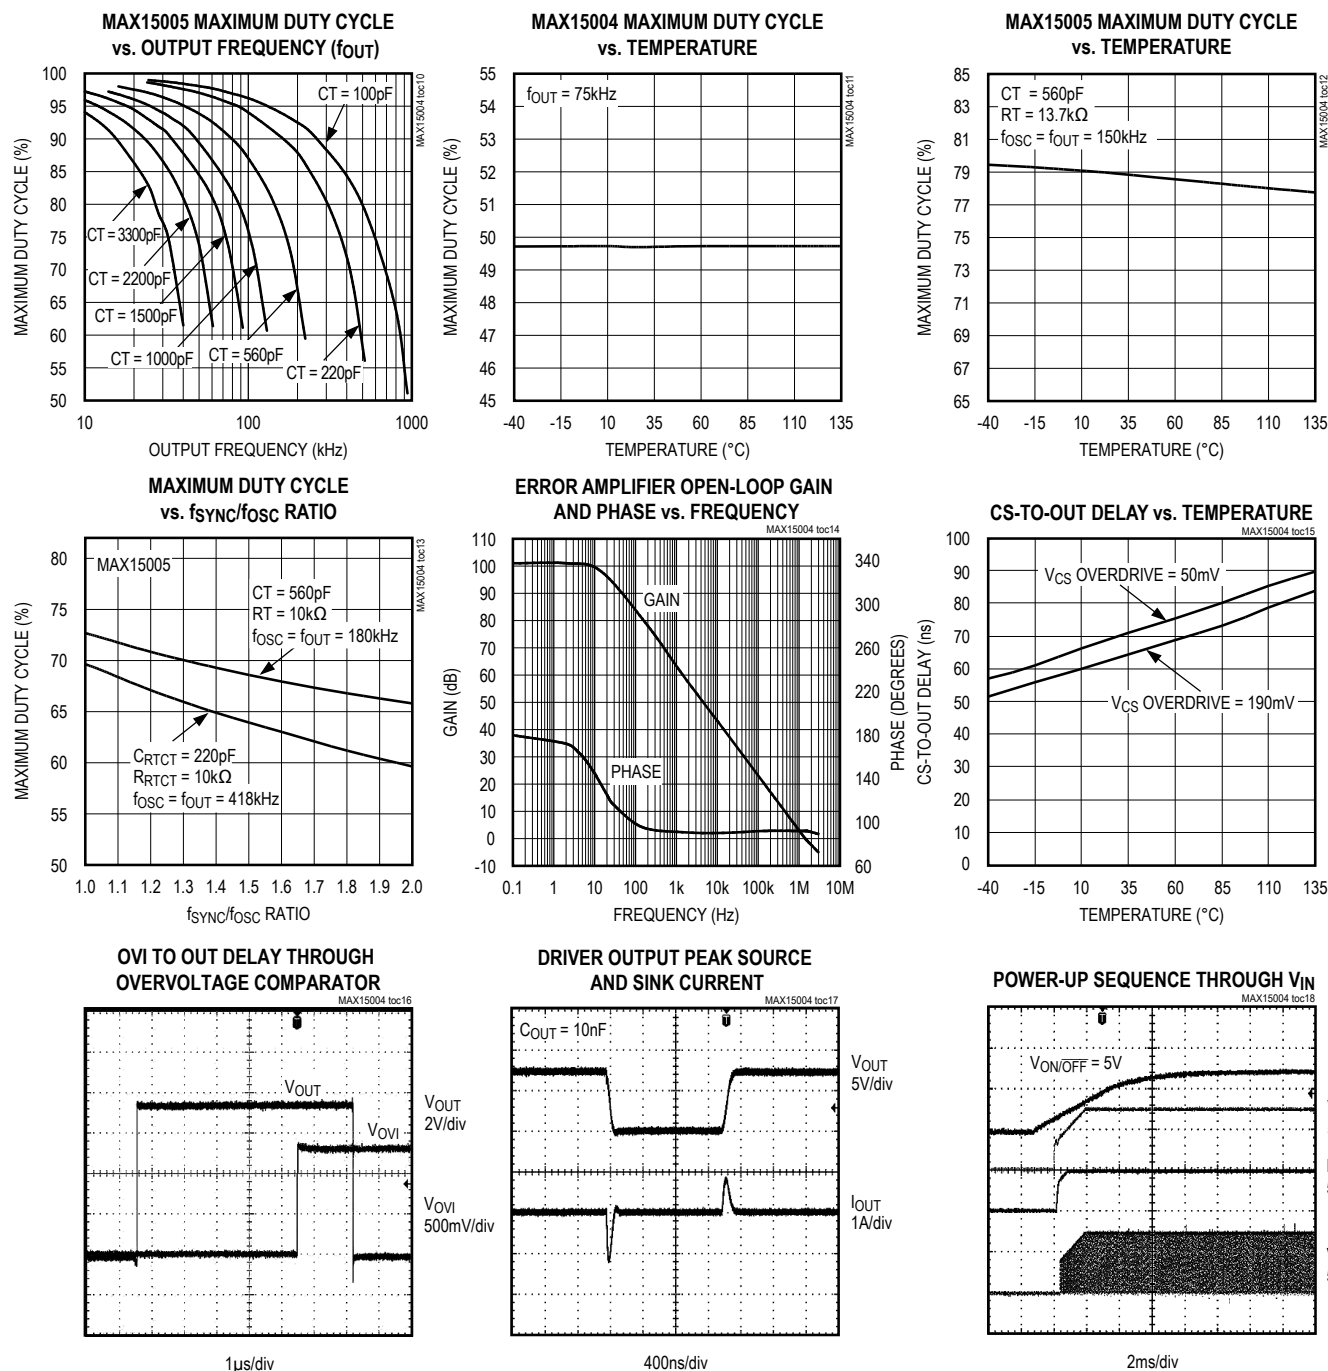 MAX15005 MAXIMUM DUTY CYCLE
vs. OUTPUT FREQUENCY (fOUT)
MAX15004 toc10
MAXIMUM DUTY CYCLE (%)
100
95
90
85
80
75
70
65
60
55
50
CT = 100pF
CT = 3300pF
CT = 2200pF
CT = 1500pF
CT = 1000pF
CT = 560pF
CT = 220pF
10 100 1000
OUTPUT FREQUENCY (kHz)
MAX15004 MAXIMUM DUTY CYCLE
vs. TEMPERATURE
MAX15004 toc11
MAXIMUM DUTY CYCLE (%)
55
54
53
52
51
50
49
48
47
46
45
fOUT = 75kHz
-40 -15 10 35 60 85 110 135
TEMPERATURE (°C)
MAX15005 MAXIMUM DUTY CYCLE
vs. TEMPERATURE
MAX15004 toc12
MAXIMUM DUTY CYCLE (%)
85
83
81
79
77
75
73
71
69
67
65
CT = 560pF
RT = 13.7kΩ
fOSC = fOUT = 150kHz
-40 -15 10 35 60 85 110 135
TEMPERATURE (°C)
MAXIMUM DUTY CYCLE
vs. fSYNC/fOSC RATIO
MAX15004 toc13
MAXIMUM DUTY CYCLE (%)
80
75
70
65
60
55
50
MAX15005
CT = 560pF
RT = 10kΩ
fOSC = fOUT = 180kHz
CRTCT = 220pF
RRTCT = 10kΩ
fOSC = fOUT = 418kHz
1.0 1.1 1.2 1.3 1.4 1.5 1.6 1.7 1.8 1.9 2.0
fSYNC/fOSC RATIO
ERROR AMPLIFIER OPEN-LOOP GAIN
AND PHASE vs. FREQUENCY
MAX15004 toc14
GAIN (dB)
110
100
90
80
70
60
50
40
30
20
10
0
-10
GAIN
PHASE
340
300
260
220
180
140
100
60
PHASE (DEGREES)
0.1 1 10 100 1k 10k 100k 1M 10M
FREQUENCY (Hz)
CS-TO-OUT DELAY vs. TEMPERATURE
MAX15004 toc15
CS-TO-OUT DELAY (ns)
100
90
80
70
60
50
40
30
20
10
0
VCS OVERDRIVE = 50mV
VCS OVERDRIVE = 190mV
-40 -15 10 35 60 85 110 135
TEMPERATURE (°C)
OVI TO OUT DELAY THROUGH
OVERVOLTAGE COMPARATOR
MAX15004 toc16
VOUT
VOVI
VOUT
2V/div
VOVI
500mV/div
1µs/div
DRIVER OUTPUT PEAK SOURCE
AND SINK CURRENT
MAX15004 toc17
COUT = 10nF
VOUT
5V/div
IOUT
1A/div
400ns/div
POWER-UP SEQUENCE THROUGH VIN
MAX15004 toc18
VON/OFF = 5V
2ms/div